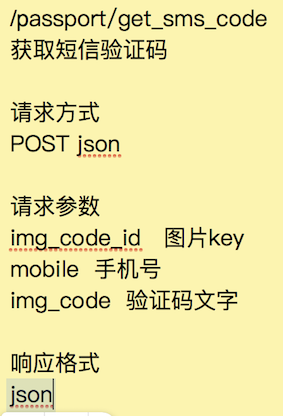 /passport/get_sms_code
获取短信验证码
请求方式
POST json
请求参数
img_code_id 图片key
mobile 手机号
img_code 验证码文字
响应格式
json